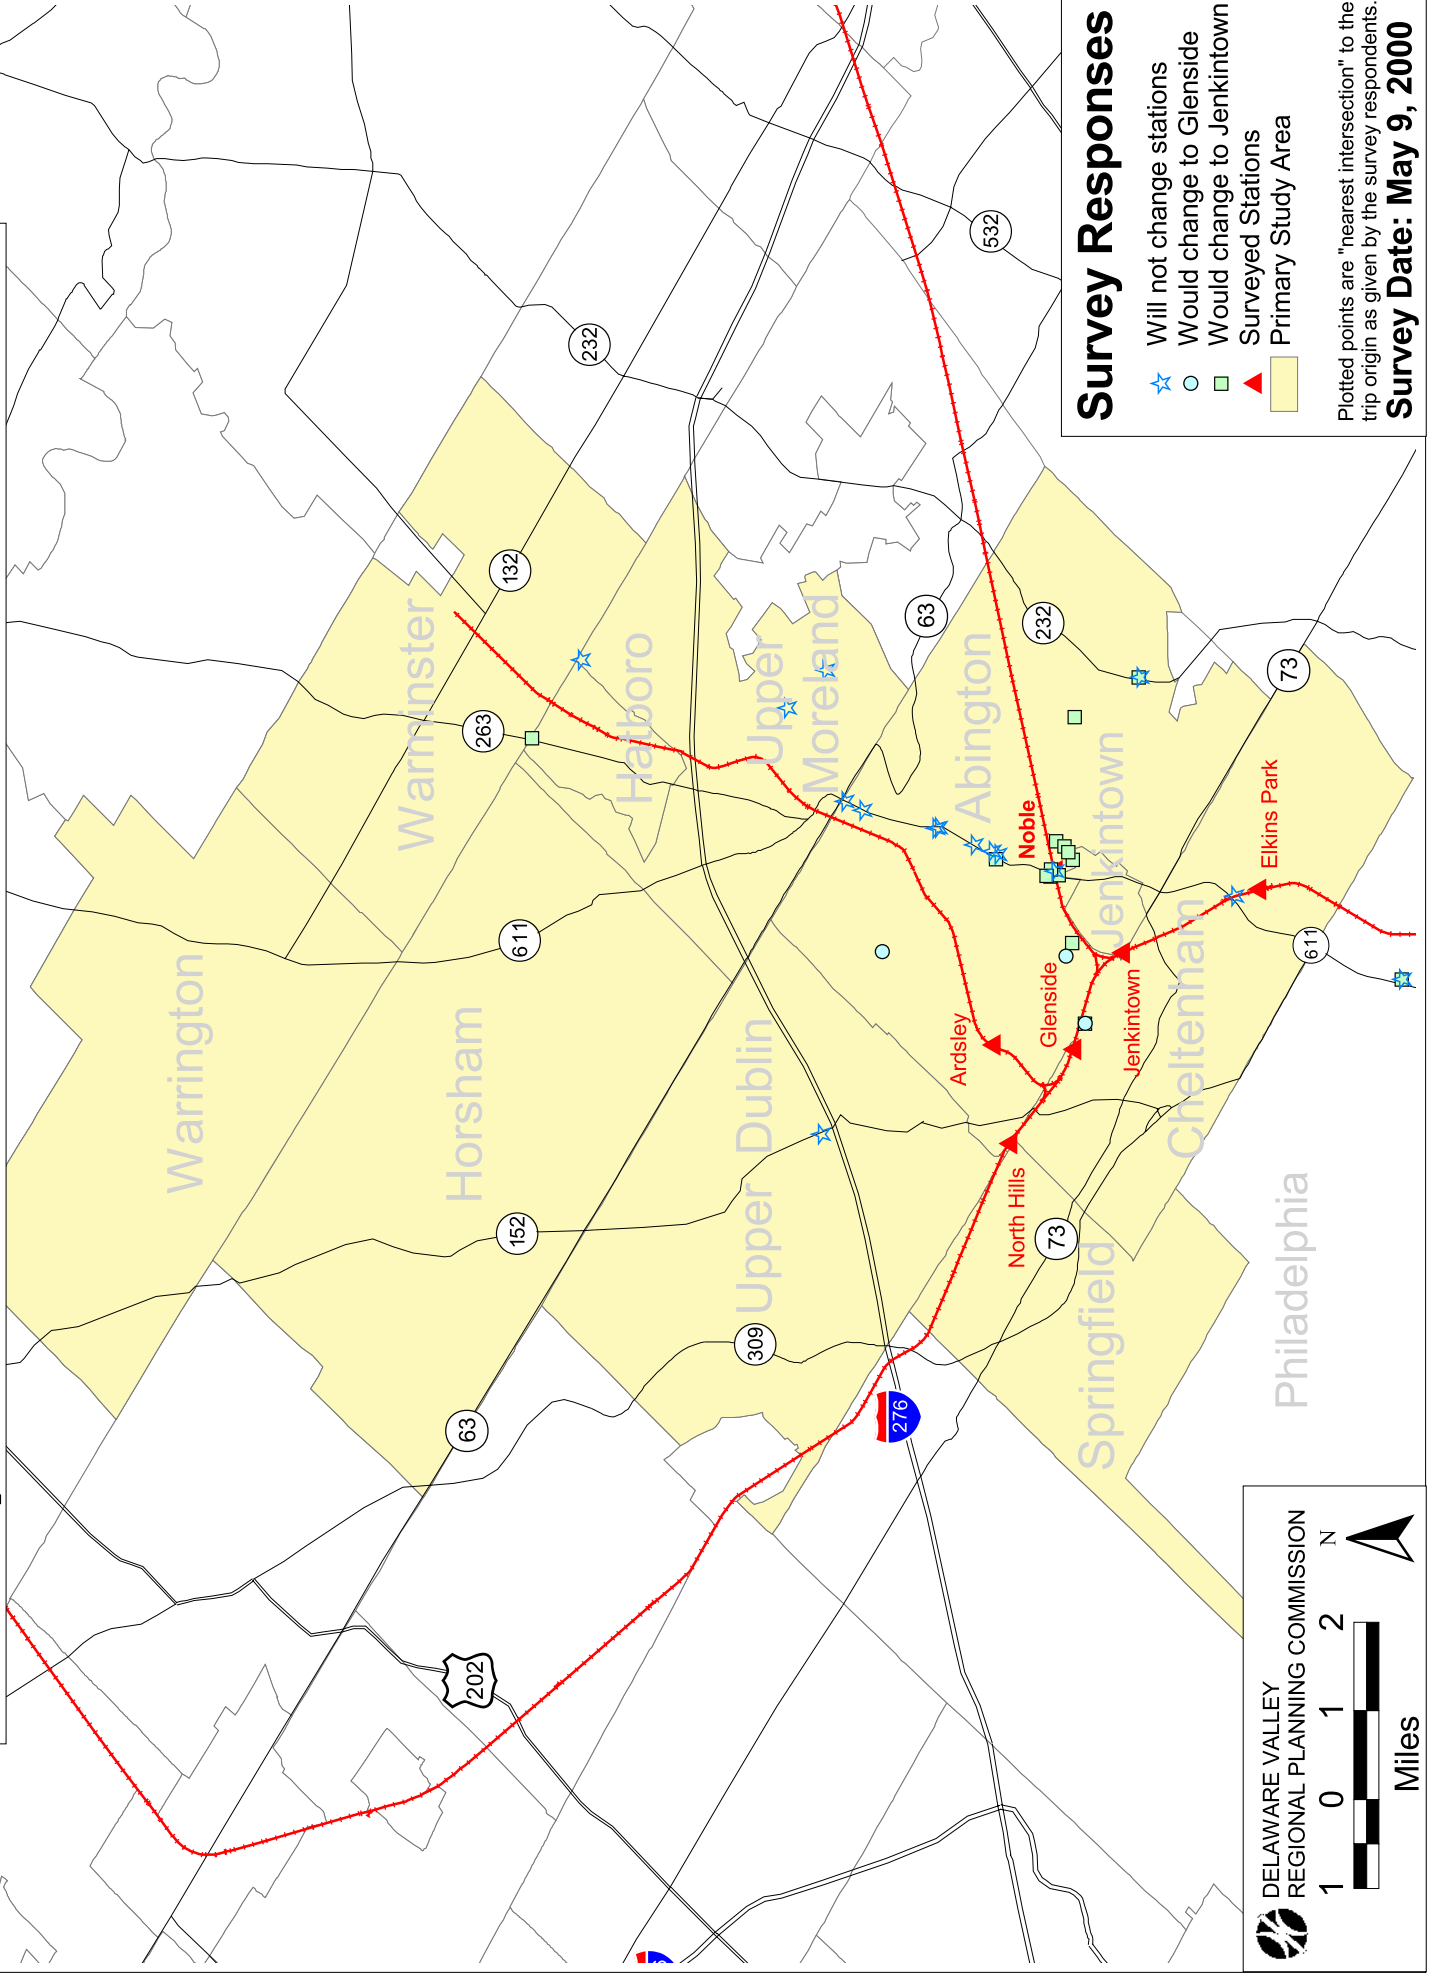 Survey Responses
Will not change stations
Would change to Glenside
Would change to Jenkintown
Surveyed Stations
Primary Study Area
Plotted points are "nearest intersection" to the
trip origin as given by the survey respondents.
Survey Date: May 9, 2000
DELAWARE VALLEY
REGIONAL PLANNING COMMISSION
N
1 0 1 2
Miles
Warrington
Warminster
Horsham
Hatboro
Upper
Moreland
Upper Dublin
Abington
Jenkintown
Cheltenham
Springfield
Philadelphia
Noble
Elkins Park
Ardsley
Glenside
Jenkintown
North Hills
232
532
132
263
63
232
73
611
611
152
309
73
63
276
202